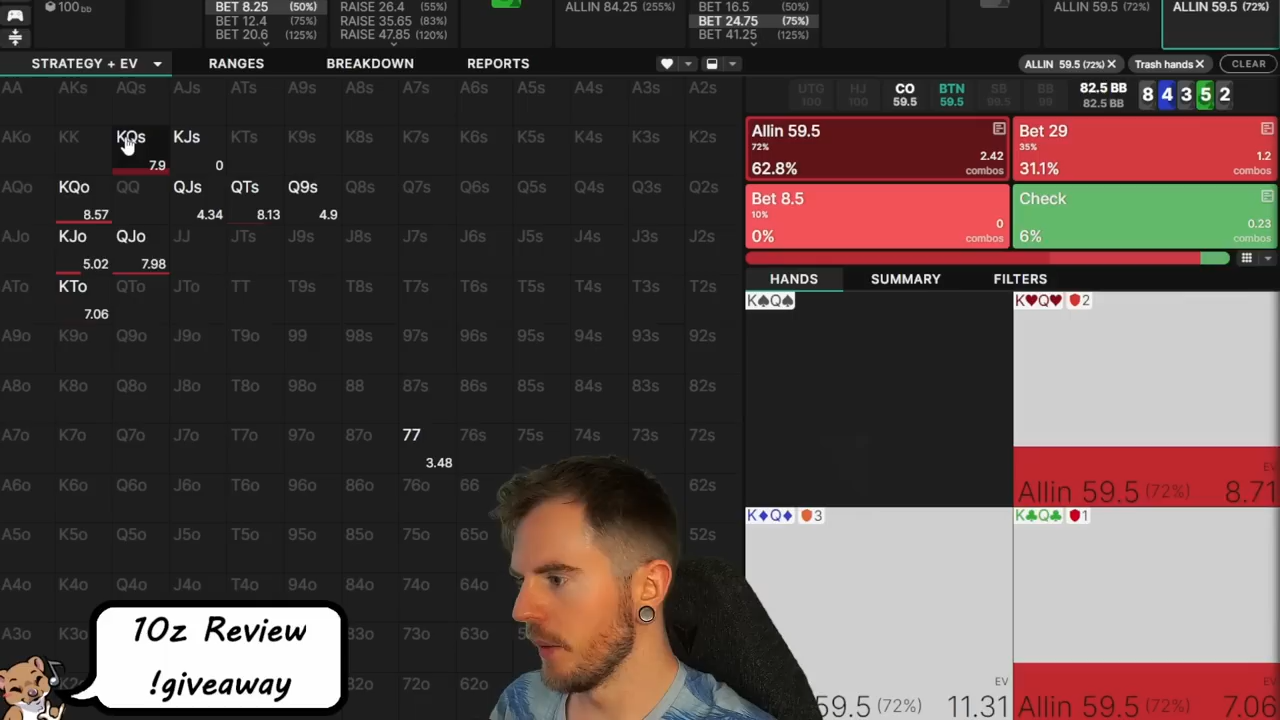 100 bb
BET 8.25 (50%)
BET 12.4 (75%)
BET 20.6 (125%)
RAISE 26.4 (55%)
RAISE 35.65 (83%)
RAISE 47.85 (120%)
ALLIN 84.25 (255%)
BET 16.5 (50%)
BET 24.75 (75%)
BET 41.25 (125%)
ALLIN 59.5 (72%)
ALLIN 59.5 (72%)
STRATEGY + EV
RANGES
BREAKDOWN
REPORTS
ALLIN 59.5 (72%) ✕
Trash hands ✕
CLEAR
AA AKs AQs AJs ATs A9s A8s A7s A6s A5s A4s A3s A2s
AKo KK KQs KJs KTs K9s K8s K7s K6s K5s K4s K3s K2s
7.9 0
AQo KQo QQ QJs QTs Q9s Q8s Q7s Q6s Q5s Q4s Q3s Q2s
8.57 4.34 8.13 4.9
AJo KJo QJo JJ JTs J9s J8s J7s J6s J5s J4s J3s J2s
5.02 7.98
ATo KTo QTo JTo TT T9s T8s T7s T6s T5s T4s T3s T2s
7.06
A9o K9o Q9o J9o T9o 99 98s 97s 96s 95s 94s 93s 92s
A8o K8o Q8o J8o T8o 98o 88 87s 86s 85s 84s 83s 82s
A7o K7o Q7o J7o T7o 97o 87o 77 76s 75s 74s 73s 72s
3.48
A6o K6o Q6o J6o T6o 96o 86o 76o 66 62s
A5o K5o Q5o J5o T5o 95o 85o 75o 65o 52s
A4o K4o Q4o J4o T4o 94o 84o 74o 64o
A3o 83o 73o 63o
82o 72o 62o
10z Review
!giveaway
UTG
100
HJ
100
CO
59.5
BTN
59.5
SB
99.5
BB
99
82.5 BB
82.5 BB
8 4 3 5 2
Allin 59.5
72%
62.8%
2.42
combos
Bet 29
35%
31.1%
1.2
combos
Bet 8.5
10%
0%
0
combos
Check
6%
0.23
combos
HANDS
SUMMARY
FILTERS
K♠Q♠
K♥Q♥ 2
EV
Allin 59.5 (72%) 8.71
K♦Q♦ 3
EV
59.5 (72%) 11.31
K♣Q♣ 1
EV
Allin 59.5 (72%) 7.06